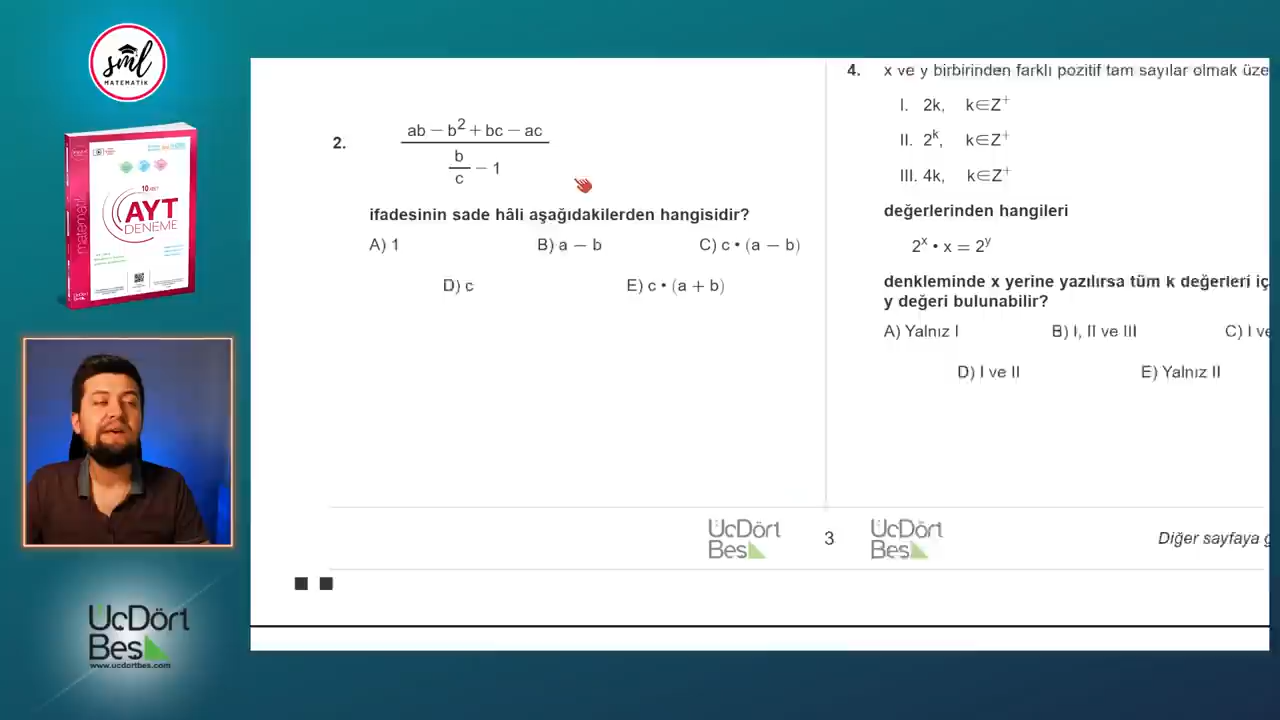 sml
MATEMATİK
matematik
10 ADET
AYT
DENEME
ÜçDört
Beş
www.ucdortbes.com
2.
ab − b² + bc − ac
b
c
− 1
ifadesinin sade hâli aşağıdakilerden hangisidir?
A) 1
B) a − b
C) c • (a − b)
D) c
E) c • (a + b)
4.
x ve y birbirinden farklı pozitif tam sayılar olmak üze
I. 2k, k∈Z⁺
II. 2ᵏ, k∈Z⁺
III. 4k, k∈Z⁺
değerlerinden hangileri
2ˣ • x = 2ʸ
denkleminde x yerine yazılırsa tüm k değerleri iç
y değeri bulunabilir?
A) Yalnız I
B) I, II ve III
C) I ve
D) I ve II
E) Yalnız II
ÜçDört
Beş
3
ÜçDört
Beş
Diğer sayfaya g